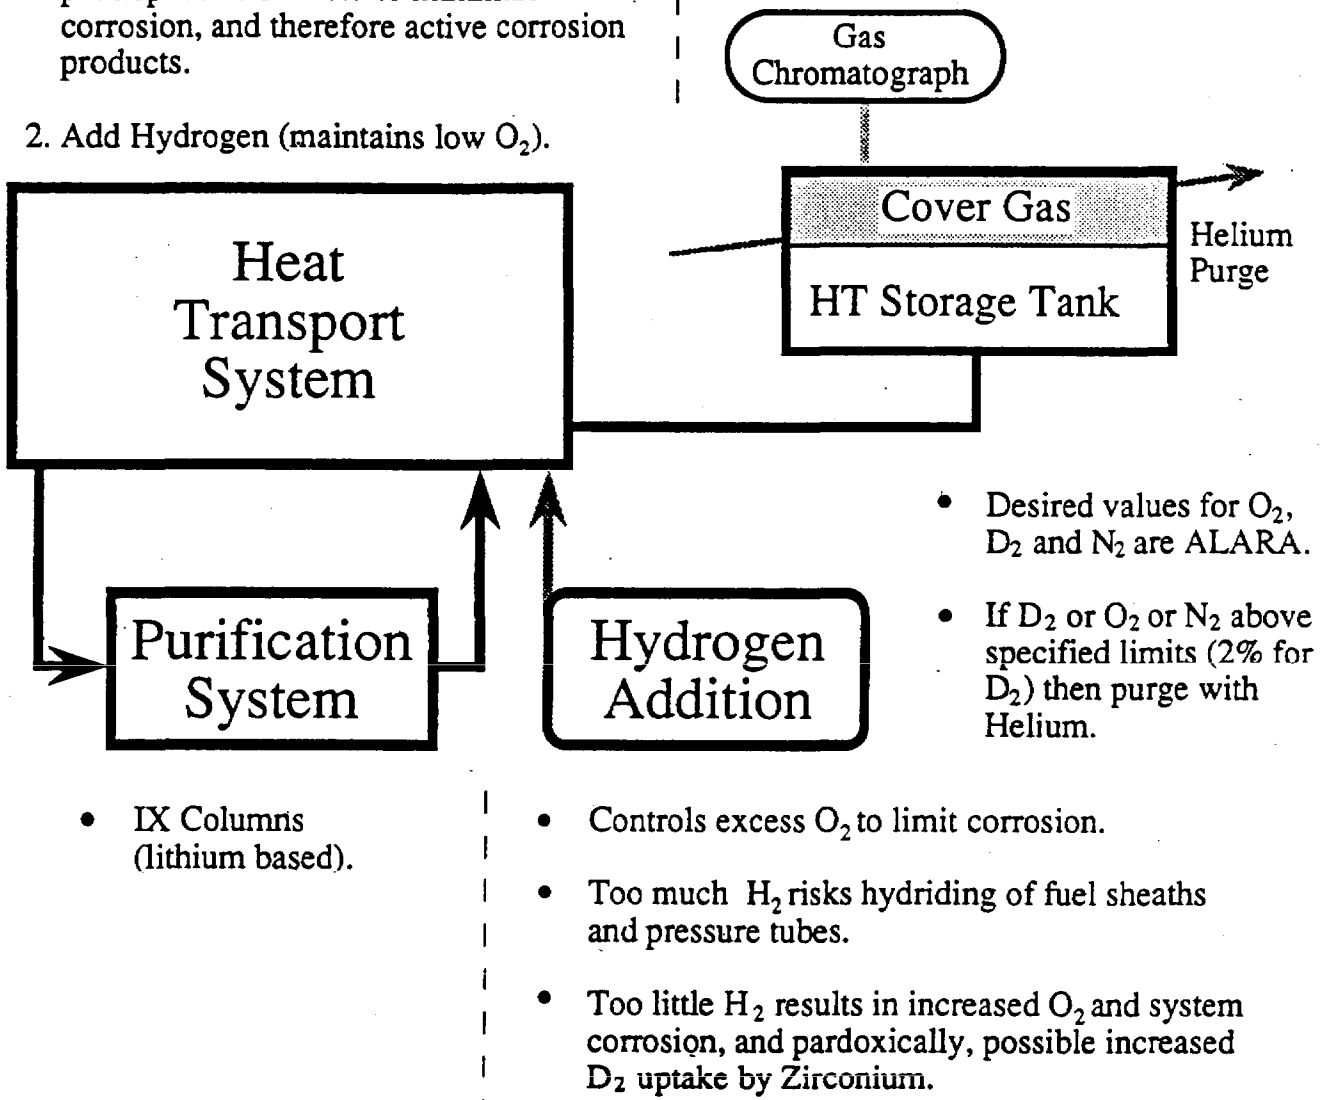 corrosion, and therefore active corrosion
products.
2. Add Hydrogen (maintains low O₂).
Gas
Chromatograph
Cover Gas
HT Storage Tank
Helium
Purge
Heat
Transport
System
Purification
System
Hydrogen
Addition
• Desired values for O₂,
D₂ and N₂ are ALARA.
• If D₂ or O₂ or N₂ above
specified limits (2% for
D₂) then purge with
Helium.
• IX Columns
(lithium based).
• Controls excess O₂ to limit corrosion.
• Too much H₂ risks hydriding of fuel sheaths
and pressure tubes.
• Too little H₂ results in increased O₂ and system
corrosion, and pardoxically, possible increased
D₂ uptake by Zirconium.